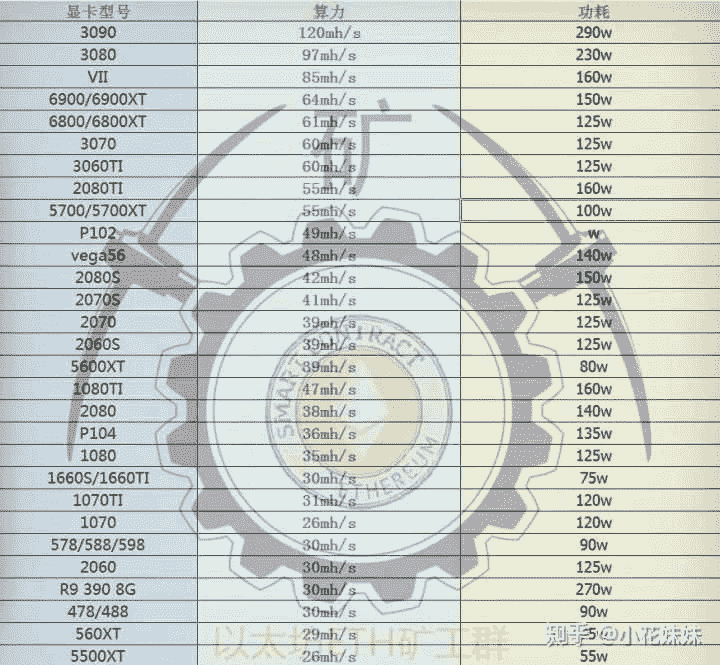 显卡型号 算力 功耗
3090 120mh/s 290w
3080 97mh/s 230w
VII 85mh/s 160w
6900/6900XT 64mh/s 150w
6800/6800XT 61mh/s 125w
3070 60mh/s 125w
3060TI 60mh/s 125w
2080TI 55mh/s 160w
5700/5700XT 55mh/s 100w
P102 49mh/s w
vega56 48mh/s 140w
2080S 42mh/s 150w
2070S 41mh/s 125w
2070 39mh/s 125w
2060S 39mh/s 125w
5600XT 39mh/s 80w
1080TI 47mh/s 160w
2080 38mh/s 140w
P104 36mh/s 135w
1080 35mh/s 125w
1660S/1660TI 30mh/s 75w
1070TI 31mh/s 120w
1070 26mh/s 120w
578/588/598 30mh/s 90w
2060 30mh/s 125w
R9 390 8G 30mh/s 270w
478/488 30mh/s 90w
560XT 29mh/s
5500XT 26mh/s 55w
矿
SMART CONTRACT
ETHEREUM
以太坊ETH矿工群
知乎 @小花妹妹